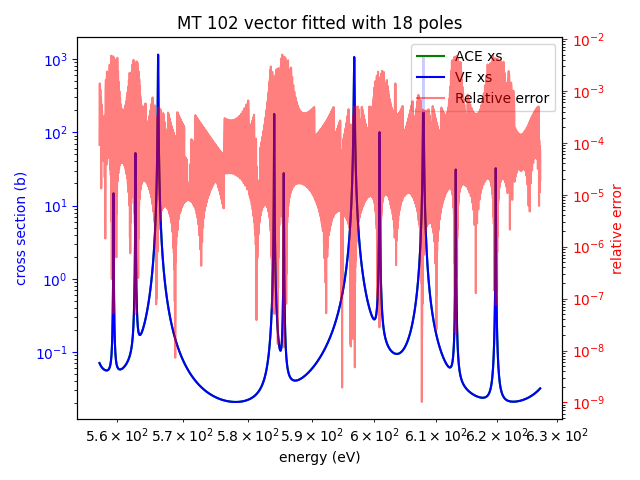 MT 102 vector fitted with 18 poles
ACE xs
VF xs
Relative error
cross section (b)
10³
10²
10¹
10⁰
10⁻¹
10⁻²
10⁻³
10⁻⁴
10⁻⁵
10⁻⁶
10⁻⁷
10⁻⁸
10⁻⁹
relative error
5.6 × 10² 5.7 × 10² 5.8 × 10² 5.9 × 10² 6 × 10² 6.1 × 10² 6.2 × 10² 6.3 × 10²
energy (eV)